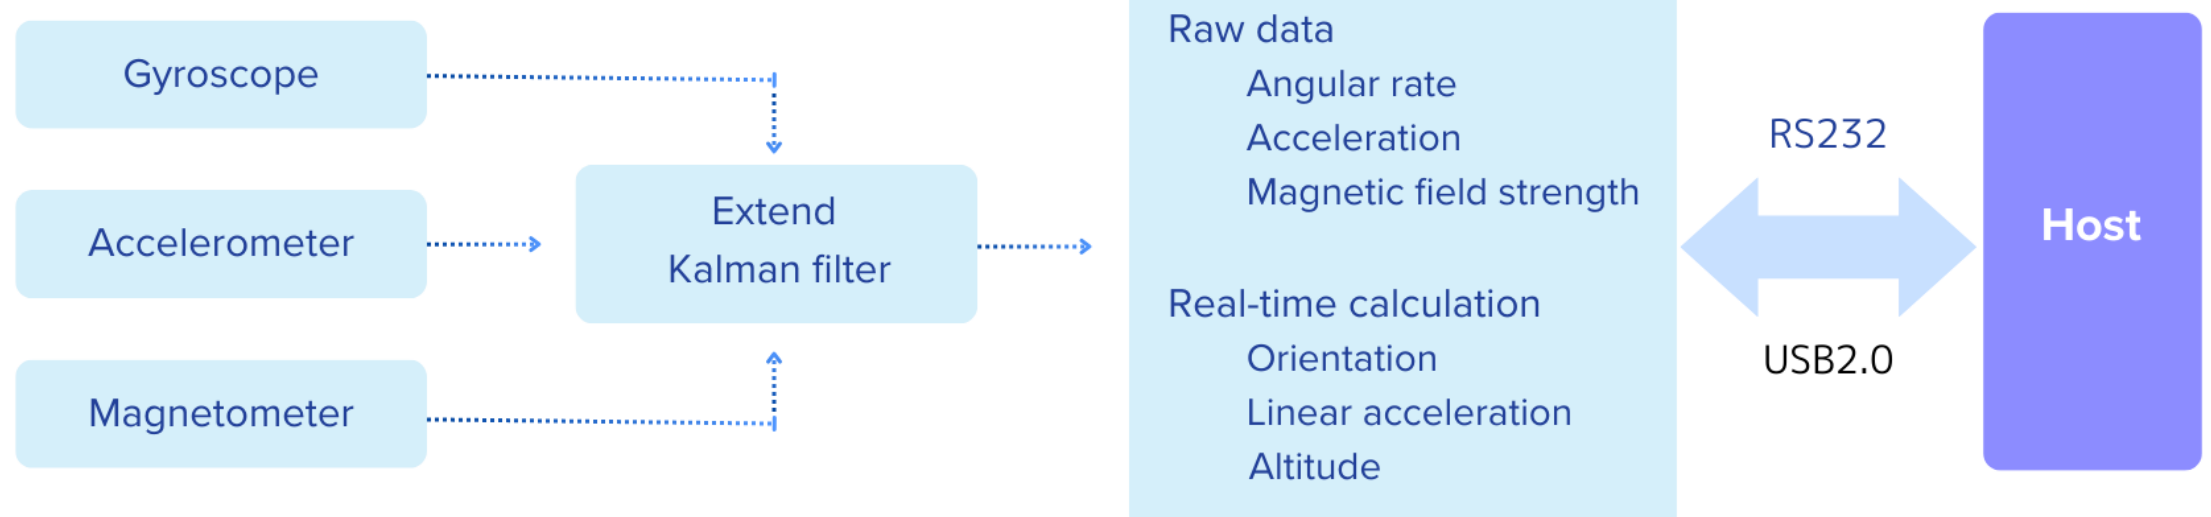 Gyroscope
Accelerometer
Magnetometer
Extend
Kalman filter
Raw data
Angular rate
Acceleration
Magnetic field strength
Real-time calculation
Orientation
Linear acceleration
Altitude
RS232
USB2.0
Host